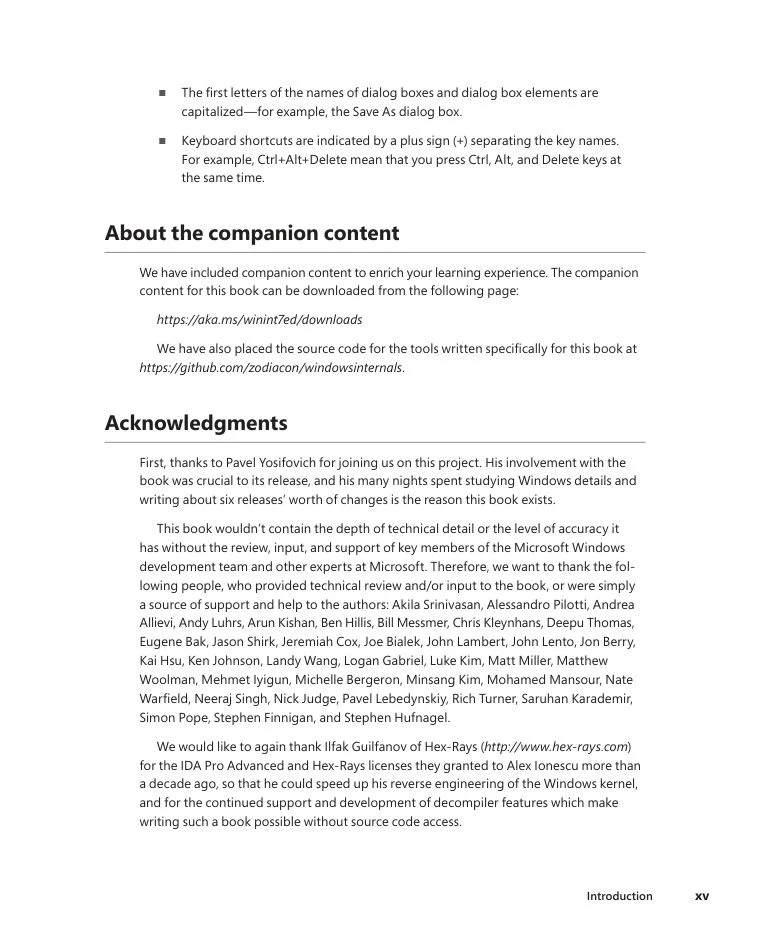 ■ The first letters of the names of dialog boxes and dialog box elements are
capitalized—for example, the Save As dialog box.
■ Keyboard shortcuts are indicated by a plus sign (+) separating the key names.
For example, Ctrl+Alt+Delete mean that you press Ctrl, Alt, and Delete keys at
the same time.
About the companion content
We have included companion content to enrich your learning experience. The companion
content for this book can be downloaded from the following page:
https://aka.ms/winint7ed/downloads
We have also placed the source code for the tools written specifically for this book at
https://github.com/zodiacon/windowsinternals.
Acknowledgments
First, thanks to Pavel Yosifovich for joining us on this project. His involvement with the
book was crucial to its release, and his many nights spent studying Windows details and
writing about six releases’ worth of changes is the reason this book exists.
This book wouldn’t contain the depth of technical detail or the level of accuracy it
has without the review, input, and support of key members of the Microsoft Windows
development team and other experts at Microsoft. Therefore, we want to thank the fol-
lowing people, who provided technical review and/or input to the book, or were simply
a source of support and help to the authors: Akila Srinivasan, Alessandro Pilotti, Andrea
Allievi, Andy Luhrs, Arun Kishan, Ben Hillis, Bill Messmer, Chris Kleynhans, Deepu Thomas,
Eugene Bak, Jason Shirk, Jeremiah Cox, Joe Bialek, John Lambert, John Lento, Jon Berry,
Kai Hsu, Ken Johnson, Landy Wang, Logan Gabriel, Luke Kim, Matt Miller, Matthew
Woolman, Mehmet Iyigun, Michelle Bergeron, Minsang Kim, Mohamed Mansour, Nate
Warfield, Neeraj Singh, Nick Judge, Pavel Lebedynskiy, Rich Turner, Saruhan Karademir,
Simon Pope, Stephen Finnigan, and Stephen Hufnagel.
We would like to again thank Ilfak Guilfanov of Hex-Rays (http://www.hex-rays.com)
for the IDA Pro Advanced and Hex-Rays licenses they granted to Alex Ionescu more than
a decade ago, so that he could speed up his reverse engineering of the Windows kernel,
and for the continued support and development of decompiler features which make
writing such a book possible without source code access.
Introduction xv